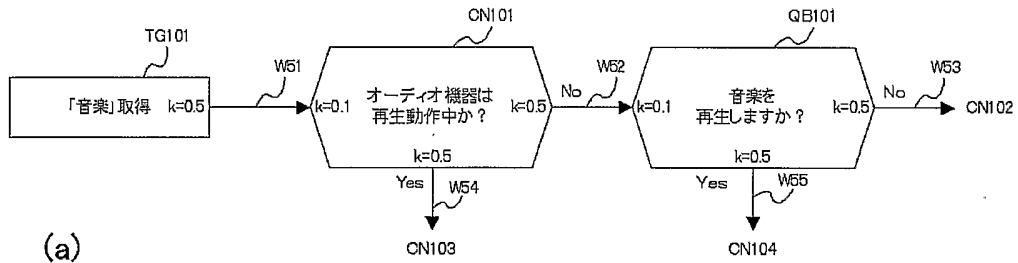 TG101
CN101
QB101
W51
W52
W53
「音楽」取得
k=0.5
k=0.1
オーディオ機器は
再生動作中か?
k=0.5
k=0.5
No
k=0.1
音楽を
再生しますか?
k=0.5
k=0.5
No
CN102
Yes
W54
Yes
W55
CN103
CN104
(a)